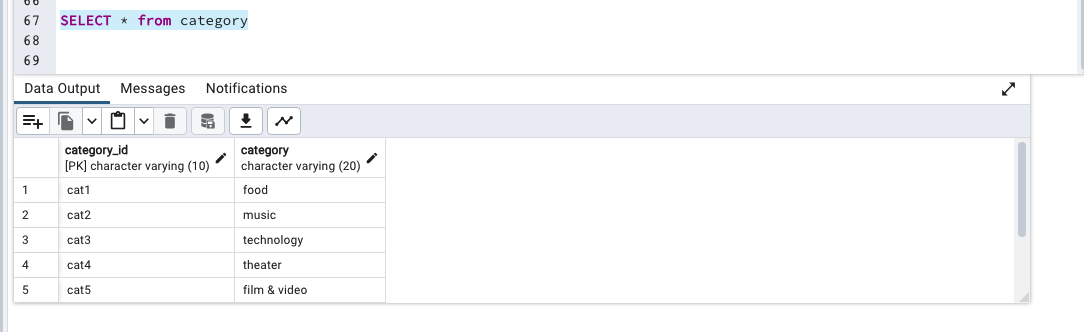 66
67 SELECT * from category
68
69
Data Output Messages Notifications
category_id category
[PK] character varying (10) character varying (20)
1 cat1 food
2 cat2 music
3 cat3 technology
4 cat4 theater
5 cat5 film & video